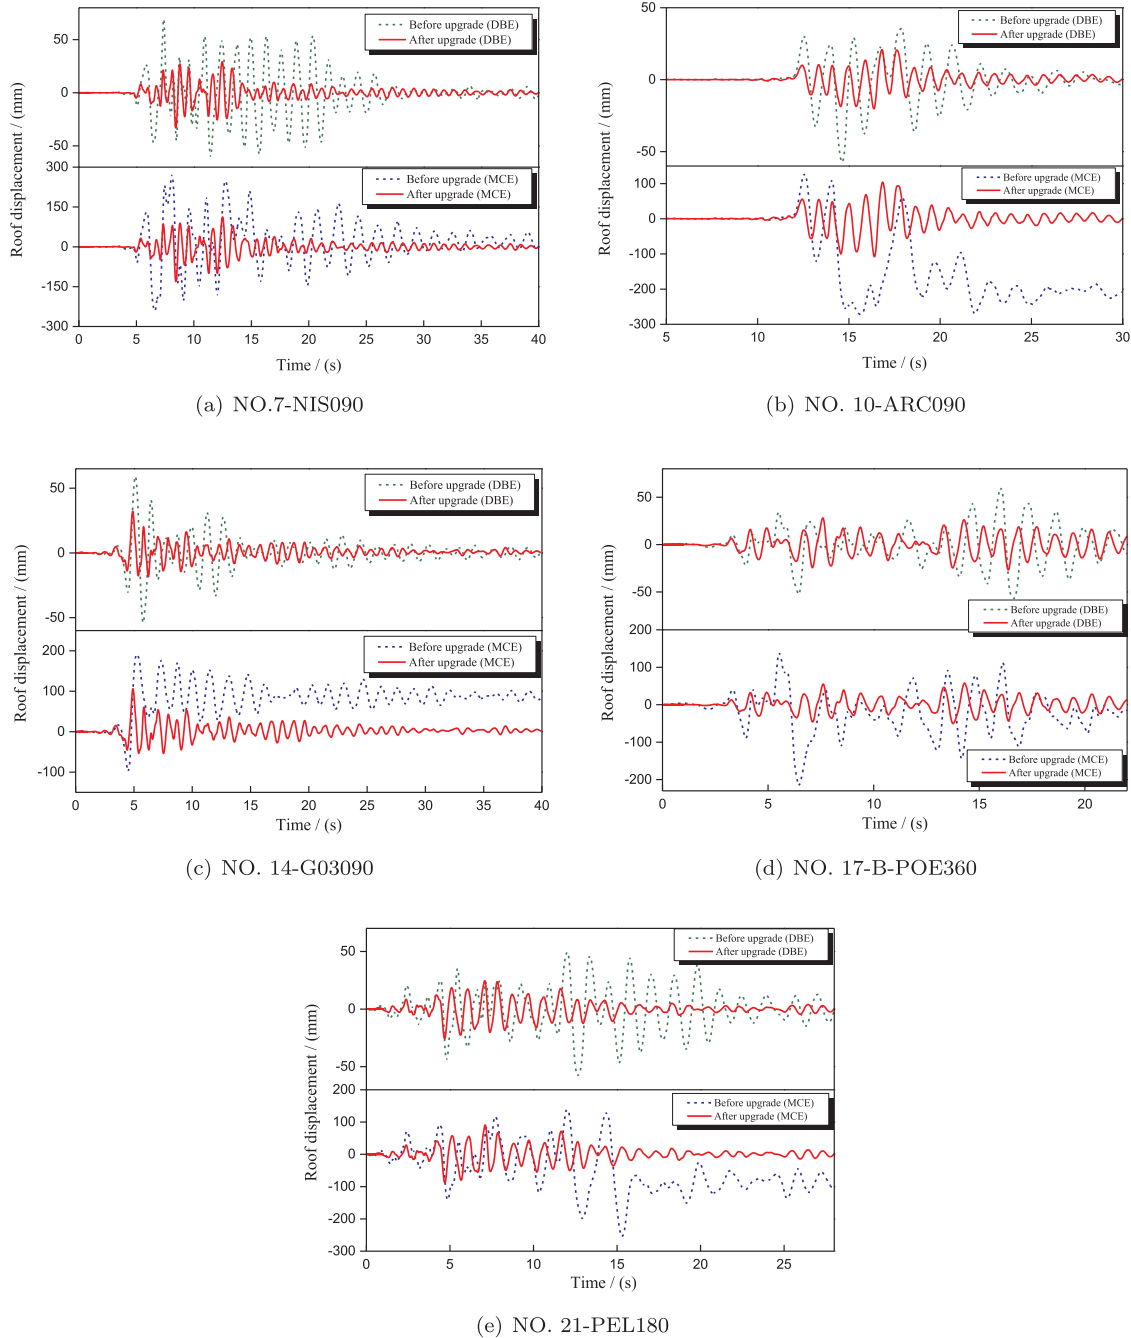 Roof displacement / (mm)
50
0
-50
300
150
0
-150
-300
Before upgrade (DBE)
After upgrade (DBE)
Before upgrade (MCE)
After upgrade (MCE)
0 5 10 15 20 25 30 35 40
Time / (s)
(a) NO.7-NIS090
Roof displacement / (mm)
50
0
-50
100
0
-100
-200
-300
Before upgrade (DBE)
After upgrade (DBE)
Before upgrade (MCE)
After upgrade (MCE)
5 10 15 20 25 30
Time / (s)
(b) NO. 10-ARC090
Roof displacement / (mm)
50
0
-50
200
100
0
-100
Before upgrade (DBE)
After upgrade (DBE)
Before upgrade (MCE)
After upgrade (MCE)
0 5 10 15 20 25 30 35 40
Time / (s)
(c) NO. 14-G03090
Roof displacement / (mm)
50
0
-50
200
100
0
-100
-200
Before upgrade (DBE)
After upgrade (DBE)
Before upgrade (MCE)
After upgrade (MCE)
0 5 10 15 20
Time / (s)
(d) NO. 17-B-POE360
Roof displacement / (mm)
50
0
-50
200
100
0
-100
-200
-300
Before upgrade (DBE)
After upgrade (DBE)
Before upgrade (MCE)
After upgrade (MCE)
0 5 10 15 20 25
Time / (s)
(e) NO. 21-PEL180